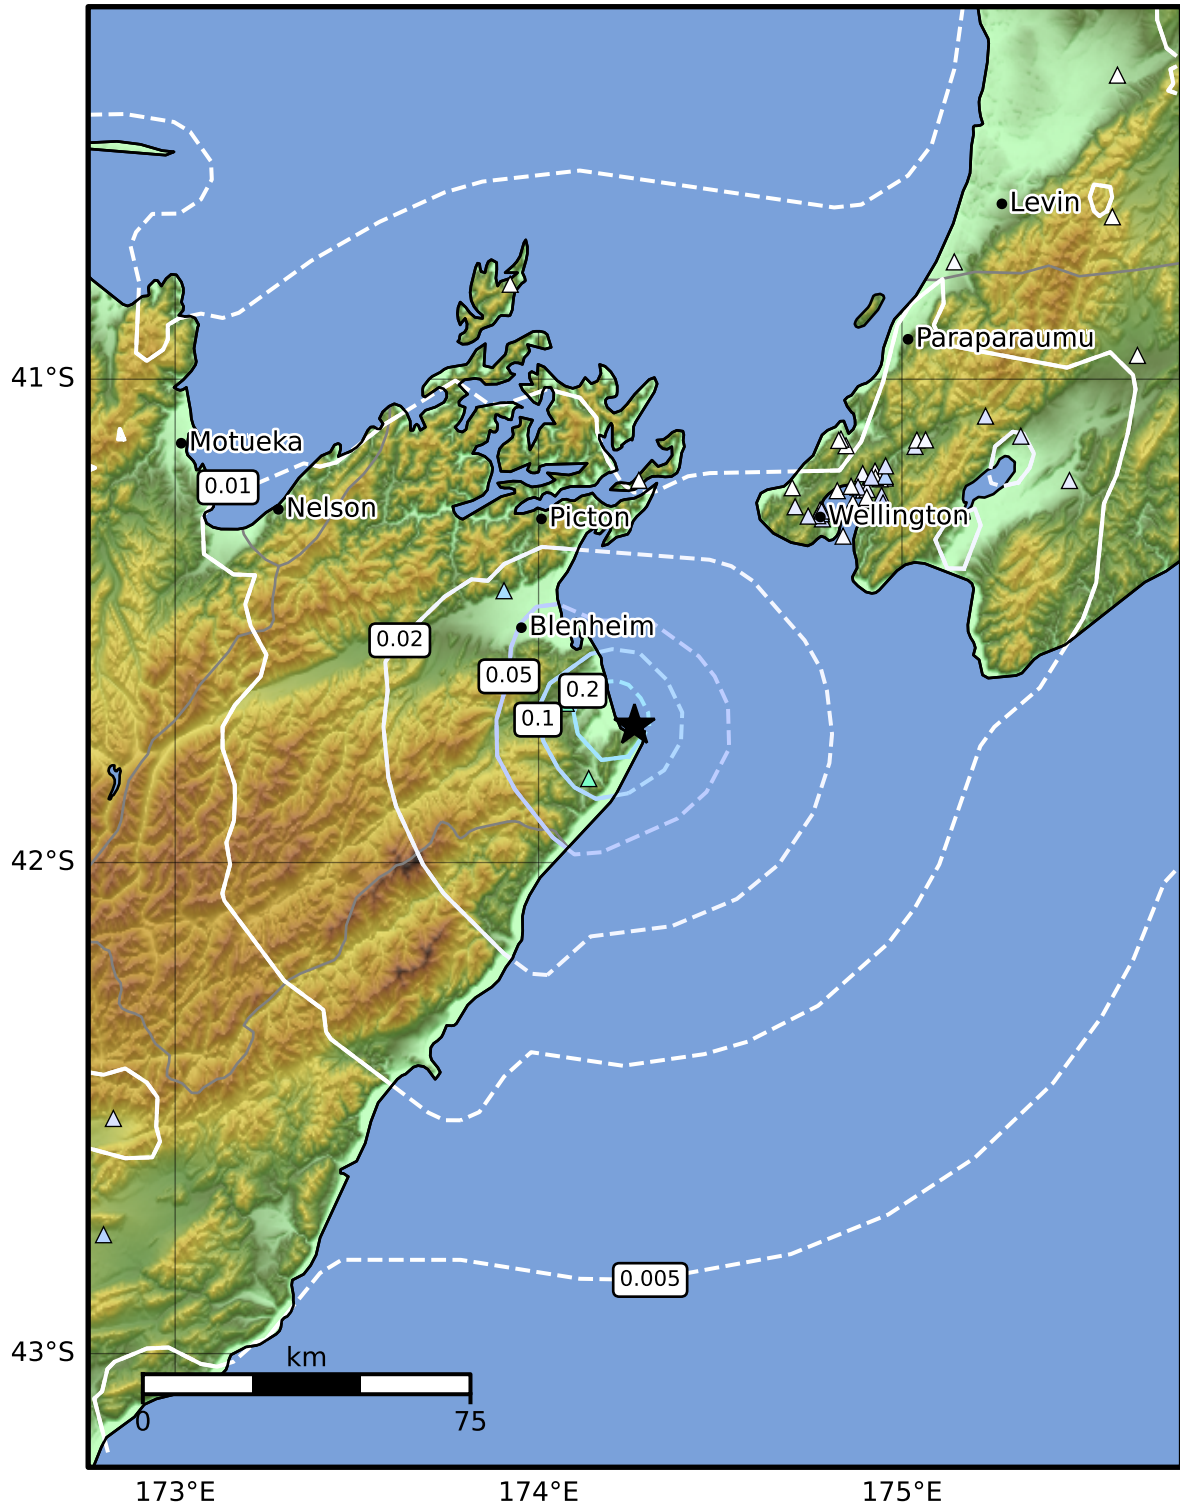 Levin
Paraparaumu
41°S
Motueka
0.01
Nelson
Picton
Wellington
Blenheim
0.02
0.05
0.2
0.1
42°S
0.005
43°S
km
0
75
173°E
174°E
175°E